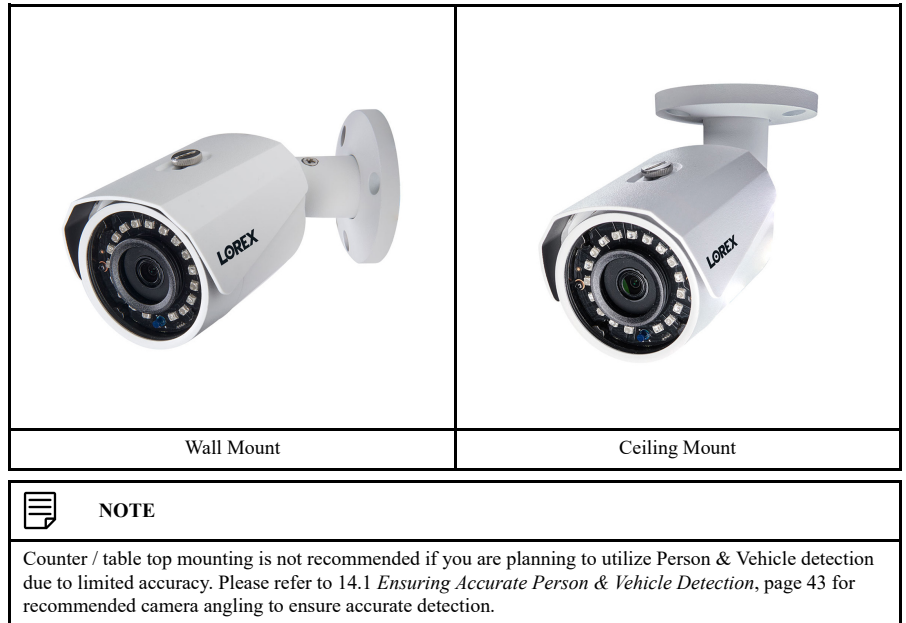 LOREX
LOREX
Wall Mount
Ceiling Mount
NOTE
Counter / table top mounting is not recommended if you are planning to utilize Person & Vehicle detection
due to limited accuracy. Please refer to 14.1 Ensuring Accurate Person & Vehicle Detection, page 43 for
recommended camera angling to ensure accurate detection.